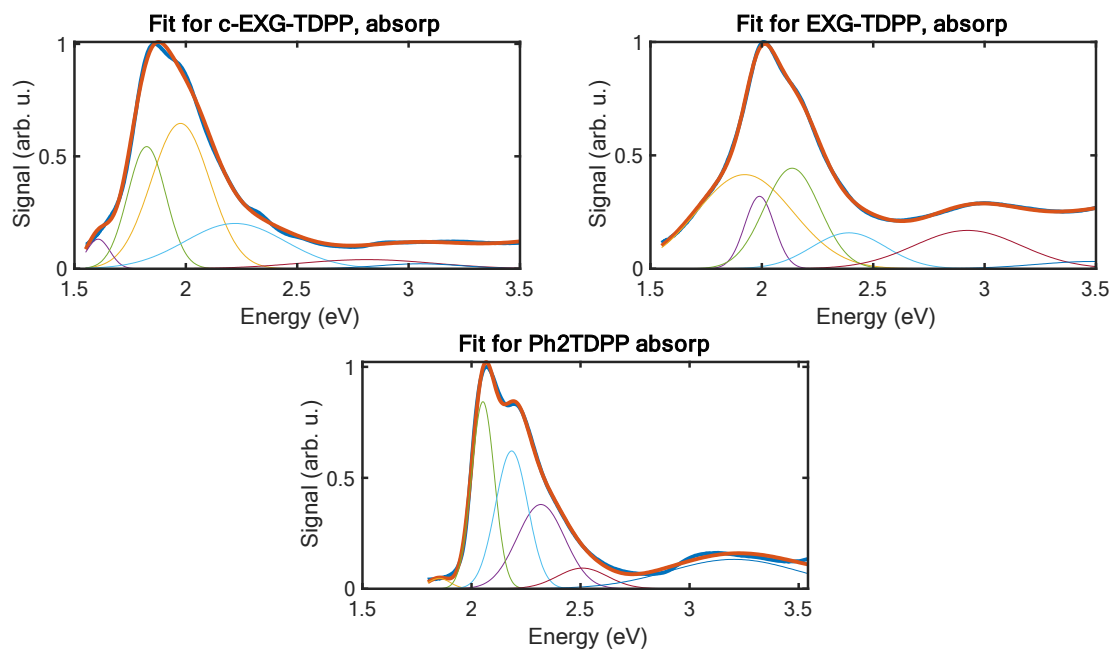 Fit for c-EXG-TDPP, absorp
Signal (arb. u.)
1
0.5
0
1.5 2 2.5 3 3.5
Energy (eV)
Fit for EXG-TDPP, absorp
Signal (arb. u.)
1
0.5
0
1.5 2 2.5 3 3.5
Energy (eV)
Fit for Ph2TDPP absorp
Signal (arb. u.)
1
0.5
0
1.5 2 2.5 3 3.5
Energy (eV)